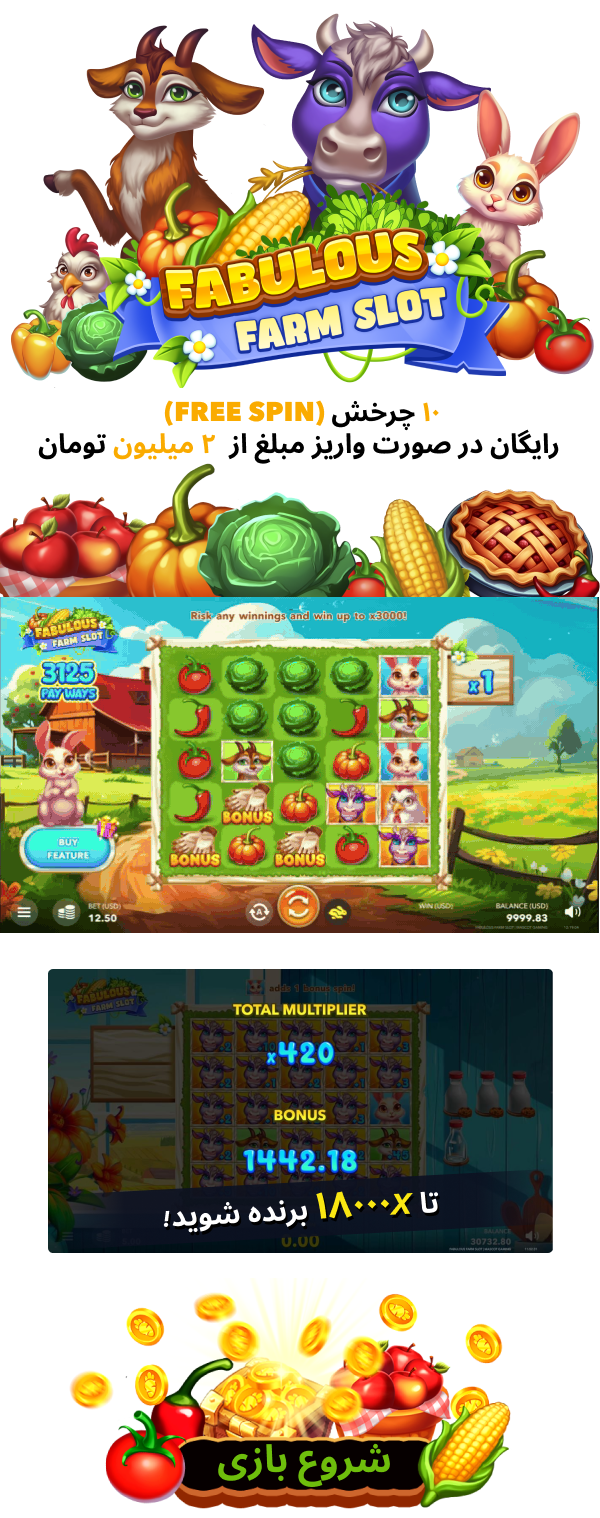 FABULOUS
FARM SLOT
۱۰ چرخش (FREE SPIN)
رایگان در صورت واریز مبلغ از ۲ میلیون تومان
Risk any winnings and win up to x3000!
FABULOUS
FARM SLOT
3125
PAY WAYS
x1
BUY
FEATURE
BONUS
BONUS
BONUS
BET (USD)
12.50
A
WIN (USD)
BALANCE (USD)
9999.83
FABULOUS
FARM SLOT
adds 1 bonus spin!
TOTAL MULTIPLIER
x420
BONUS
1442.18
تا ۱۸۰۰۰X برنده شوید!
0.00
BALANCE
30732.80
شروع بازی